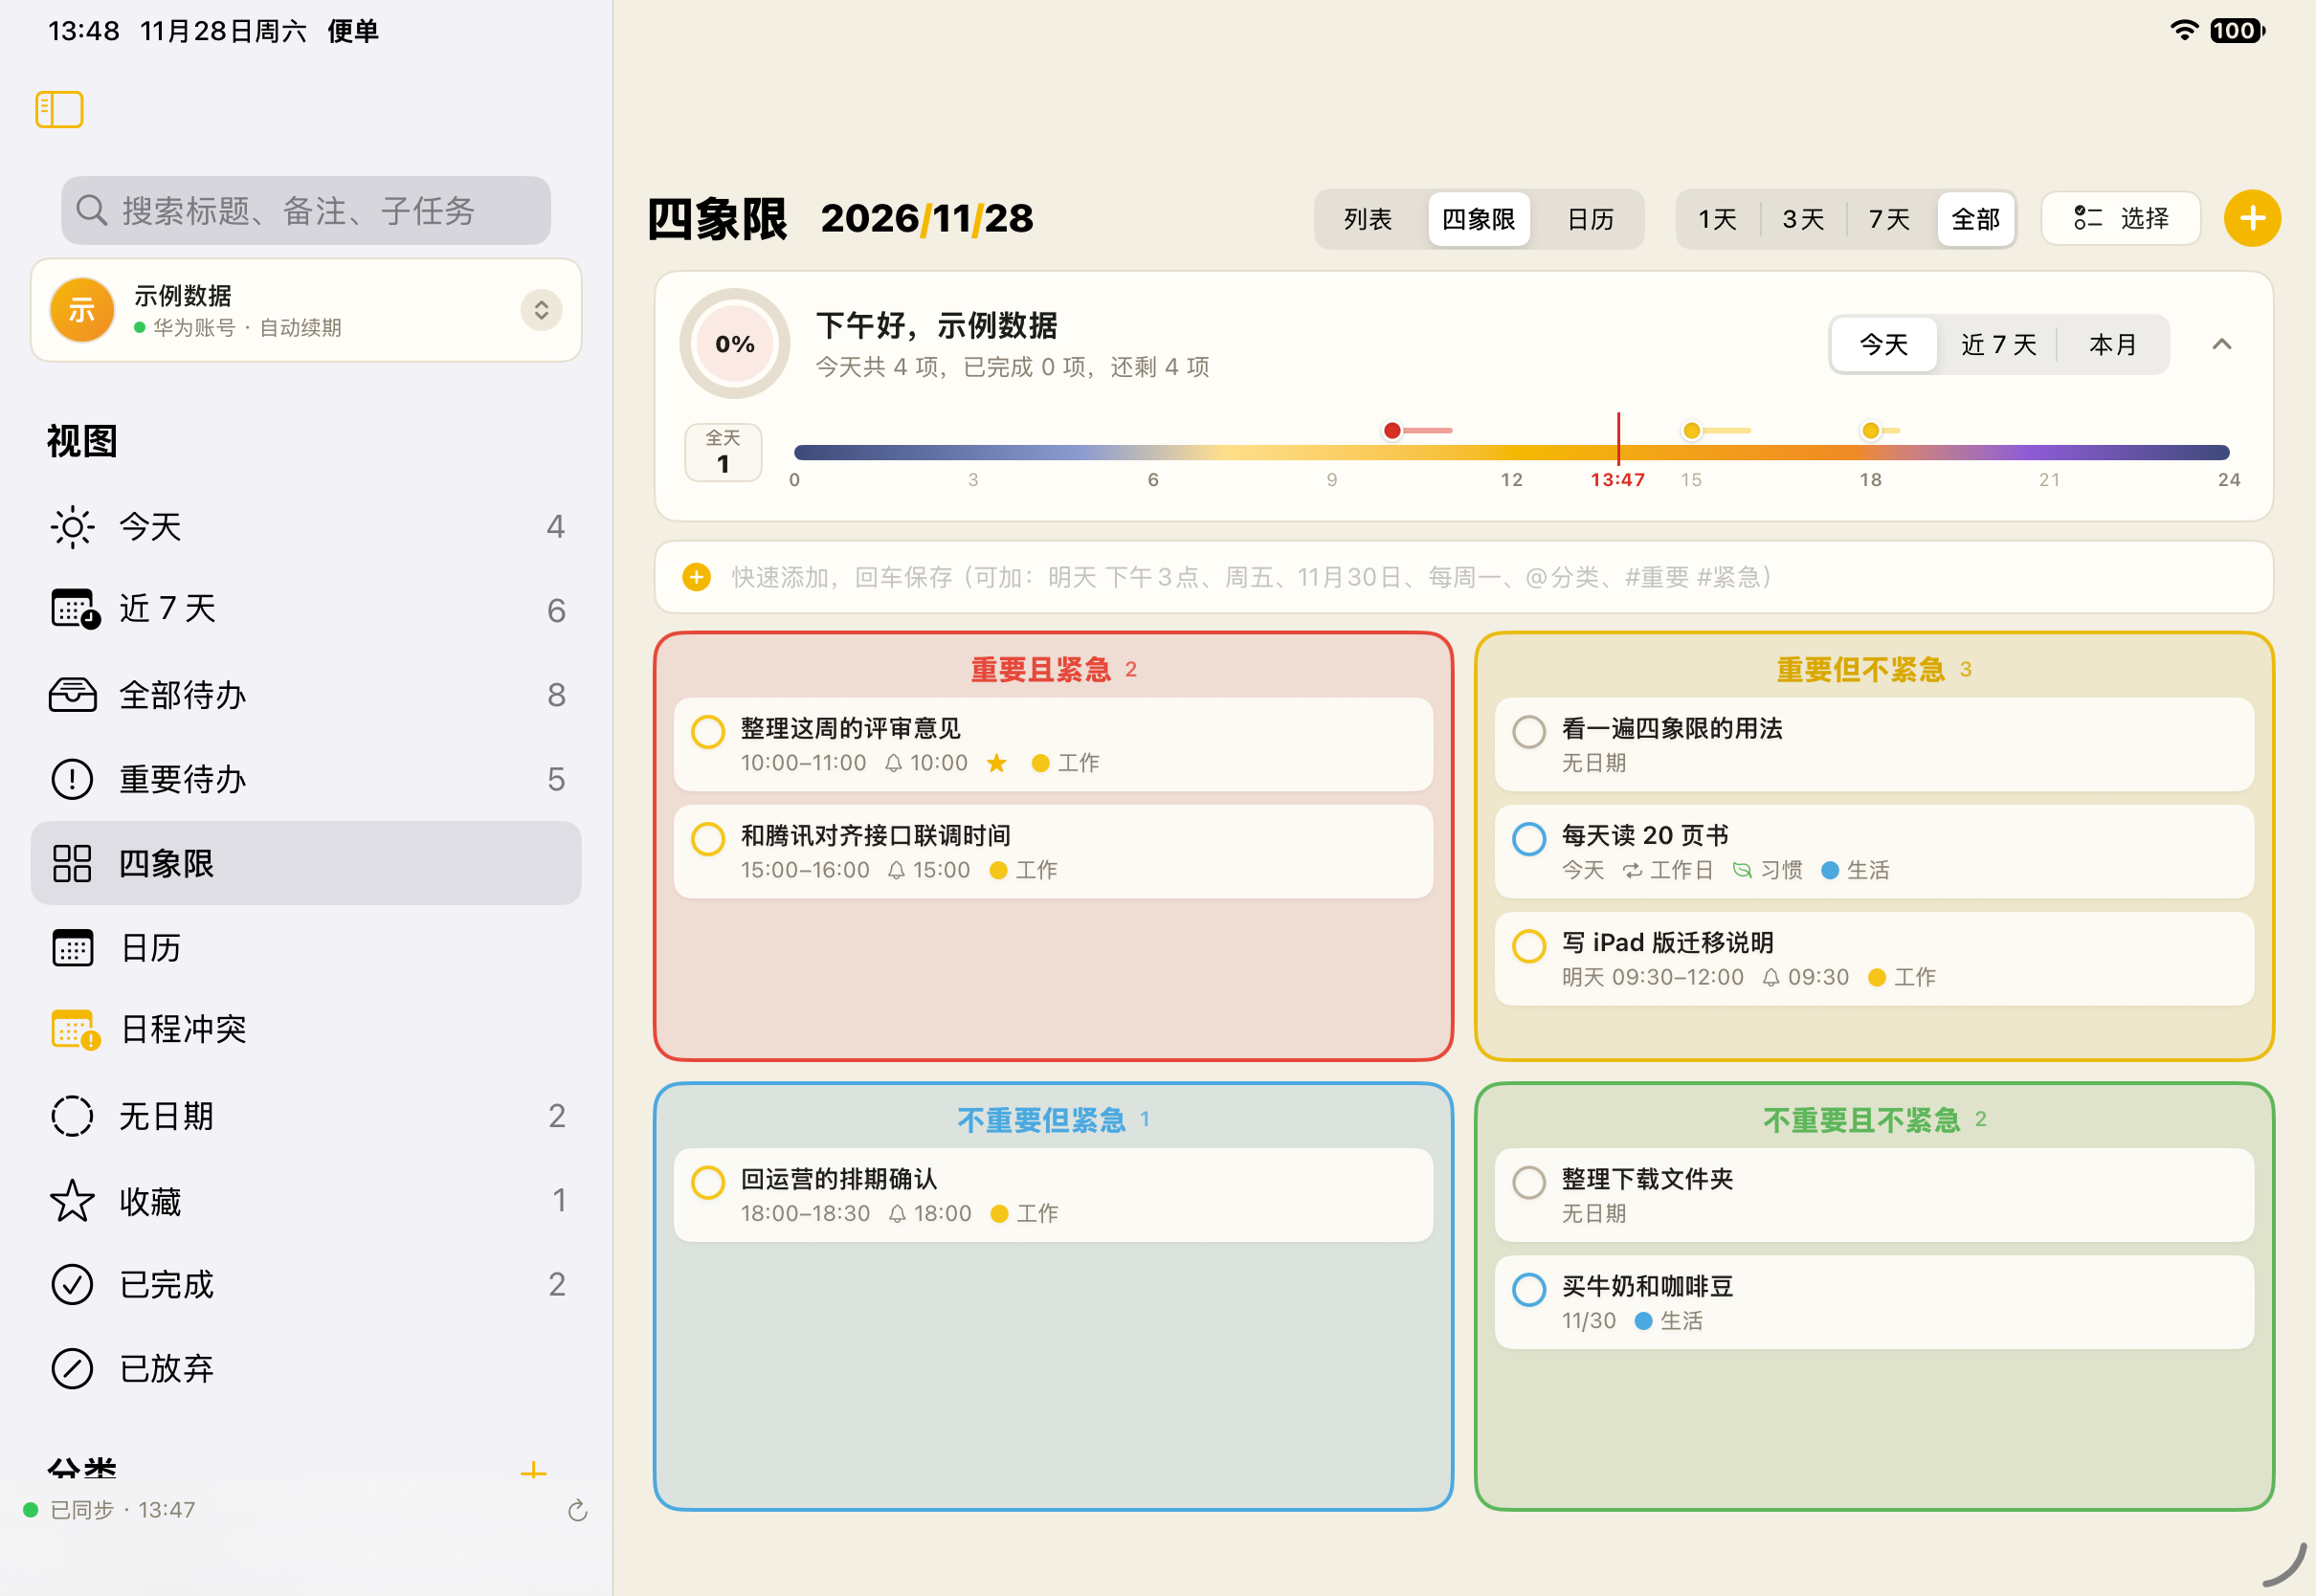 13:48 11月28日周六 便单
100
搜索标题、备注、子任务
示
示例数据
华为账号 · 自动续期
视图
今天 4
近 7 天 6
全部待办 8
重要待办 5
四象限
日历
日程冲突
无日期 2
收藏 1
已完成 2
已放弃
分类
已同步 · 13:47
四象限 2026/11/28
列表 四象限 日历
1天 3天 7天 全部
选择
0%
下午好，示例数据
今天共 4 项，已完成 0 项，还剩 4 项
今天 近 7 天 本月
全天
1
0 3 6 9 12 13:47 15 18 21 24
快速添加，回车保存（可加：明天 下午3点、周五、11月30日、每周一、@分类、#重要 #紧急）
重要且紧急 2
整理这周的评审意见
10:00–11:00 10:00 工作
和腾讯对齐接口联调时间
15:00–16:00 15:00 工作
重要但不紧急 3
看一遍四象限的用法
无日期
每天读 20 页书
今天 工作日 习惯 生活
写 iPad 版迁移说明
明天 09:30–12:00 09:30 工作
不重要但紧急 1
回运营的排期确认
18:00–18:30 18:00 工作
不重要且不紧急 2
整理下载文件夹
无日期
买牛奶和咖啡豆
11/30 生活